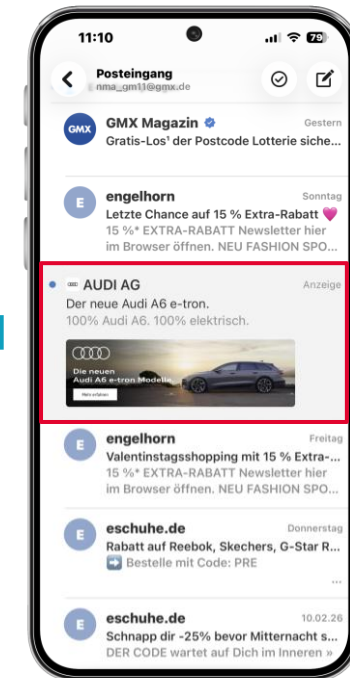 11:10
79
Posteingang
nma_gm11@gmx.de
GMX
GMX Magazin
Gestern
Gratis-Los¹ der Postcode Lotterie siche...
E
engelhorn
Sonntag
Letzte Chance auf 15 % Extra-Rabatt 💗
15 %* EXTRA-RABATT Newsletter hier
im Browser öffnen. NEU FASHION SPO...
AUDI AG
Anzeige
Der neue Audi A6 e-tron.
100% Audi A6. 100% elektrisch.
Die neuen
Audi A6 e-tron Modelle.
Mehr erfahren
E
engelhorn
Freitag
Valentinstagsshopping mit 15 % Extra-...
15 %* EXTRA-RABATT Newsletter hier
im Browser öffnen. NEU FASHION SPO...
E
eschuhe.de
Donnerstag
Rabatt auf Reebok, Skechers, G-Star R...
➡️ Bestelle mit Code: PRE
...
E
eschuhe.de
10.02.26
Schnapp dir -25% bevor Mitternacht s...
DER CODE wartet auf Dich im Inneren »